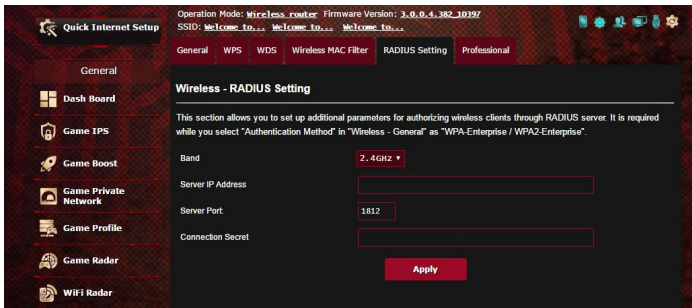 Quick Internet Setup
Operation Mode: Wireless router Firmware Version: 3.0.0.4.382_10397
SSID: Welcome to... Welcome to... Welcome to...
General WPS WDS Wireless MAC Filter RADIUS Setting Professional
General
Dash Board
Game IPS
Game Boost
Game Private
Network
Game Profile
Game Radar
WiFi Radar
Wireless - RADIUS Setting
This section allows you to set up additional parameters for authorizing wireless clients through RADIUS server. It is required
while you select "Authentication Method" in "Wireless - General" as "WPA-Enterprise / WPA2-Enterprise".
Band 2.4GHz
Server IP Address
Server Port: 1812
Connection Secret
Apply